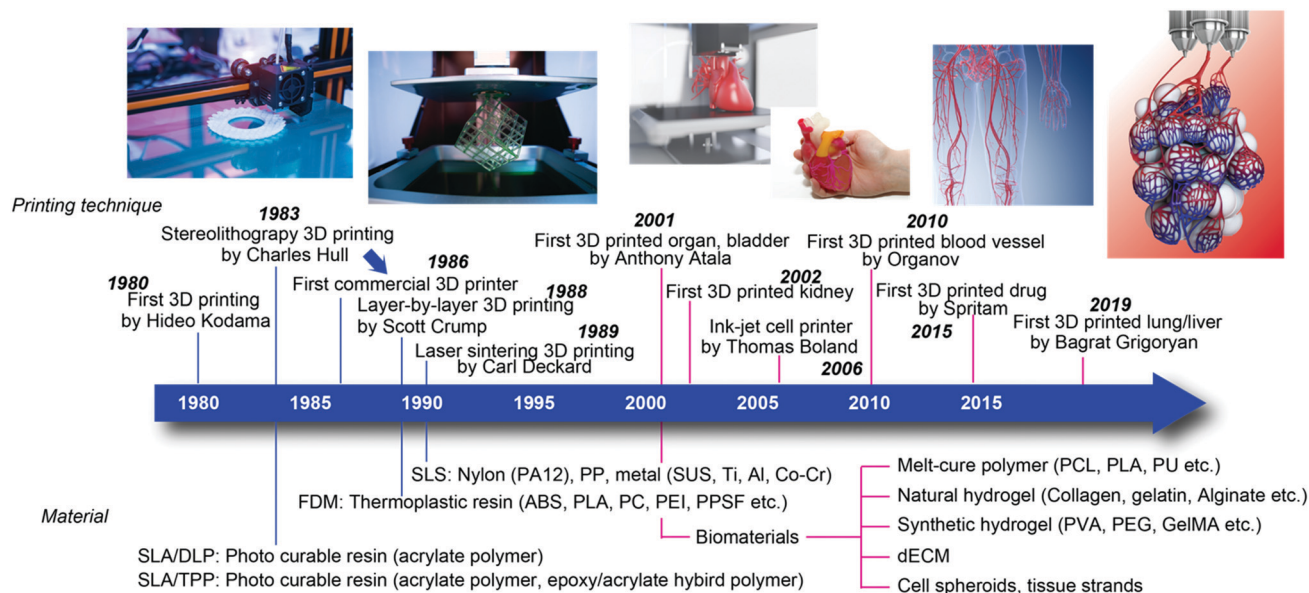 Printing technique
1983
Stereolithograpy 3D printing
by Charles Hull
1980
First 3D printing
by Hideo Kodama
1986
First commercial 3D printer
1988
Layer-by-layer 3D printing
by Scott Crump
1989
Laser sintering 3D printing
by Carl Deckard
2001
First 3D printed organ, bladder
by Anthony Atala
2002
First 3D printed kidney
Ink-jet cell printer
by Thomas Boland
2006
2010
First 3D printed blood vessel
by Organov
First 3D printed drug
by Spritam
2015
2019
First 3D printed lung/liver
by Bagrat Grigoryan
1980 1985 1990 1995 2000 2005 2010 2015
Material
SLS: Nylon (PA12), PP, metal (SUS, Ti, Al, Co-Cr)
FDM: Thermoplastic resin (ABS, PLA, PC, PEI, PPSF etc.)
SLA/DLP: Photo curable resin (acrylate polymer)
SLA/TPP: Photo curable resin (acrylate polymer, epoxy/acrylate hybird polymer)
Biomaterials
Melt-cure polymer (PCL, PLA, PU etc.)
Natural hydrogel (Collagen, gelatin, Alginate etc.)
Synthetic hydrogel (PVA, PEG, GelMA etc.)
dECM
Cell spheroids, tissue strands